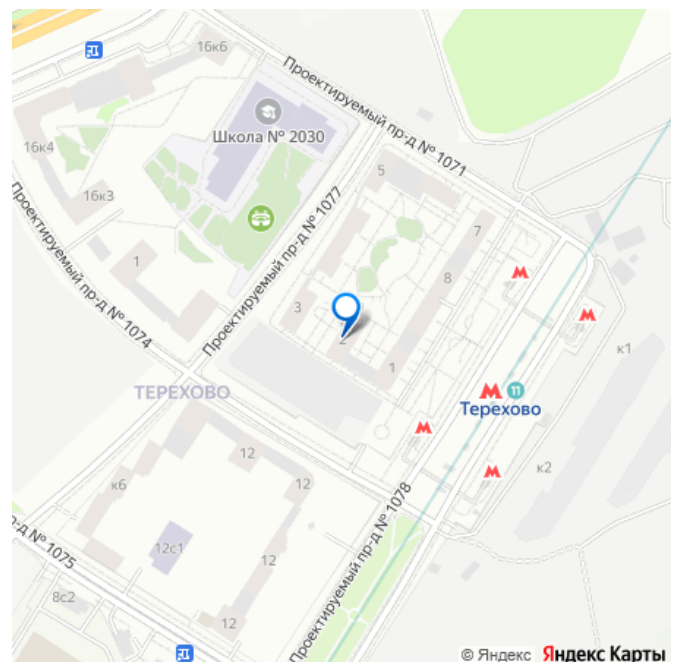 16к6
Проектируемый пр-д № 1071
Школа № 2030
16к4
16к3
5
Проектируемый пр-д № 1077
7
Проектируемый пр-д № 1074
1
8
3
2
к1
1
11
ТЕРЕХОВО
Терехово
12
12
к6
к2
Проектируемый пр-д № 1078
12с1
12
р-д № 1075
8с2
12
© Яндекс Яндекс Карты